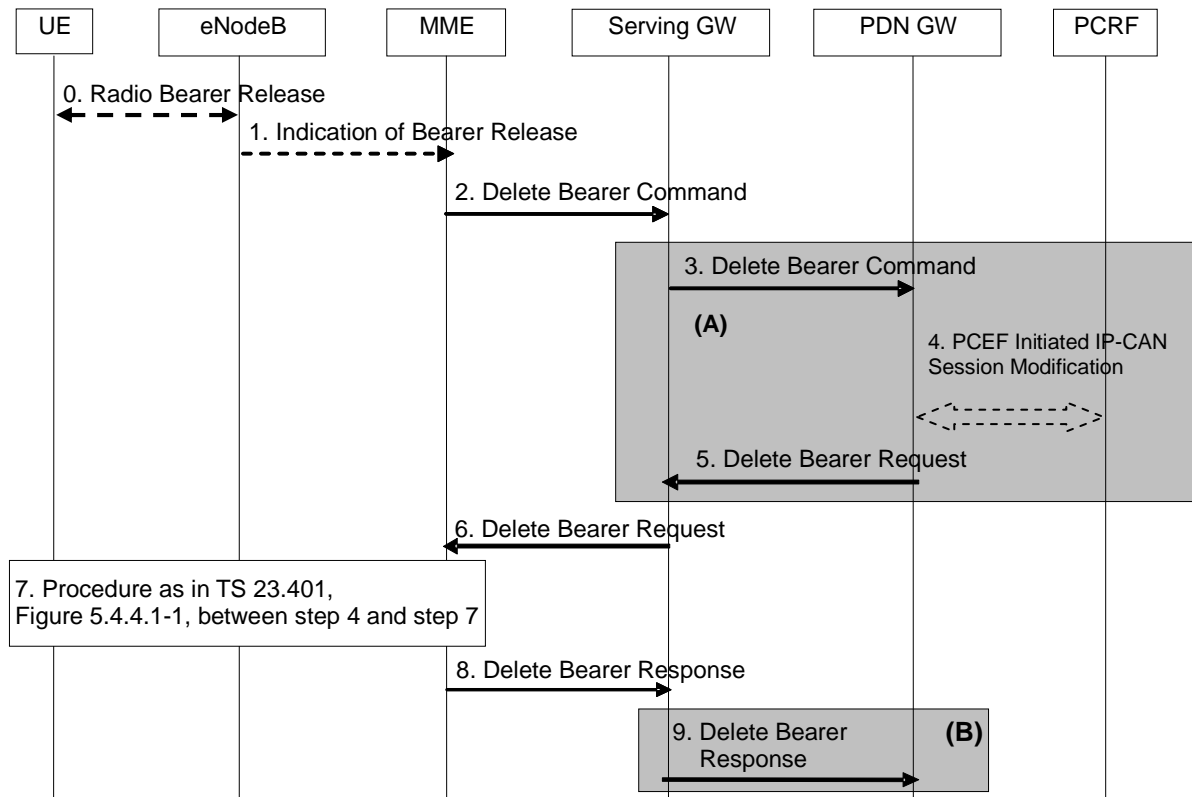 UE
eNodeB
MME
Serving GW
PDN GW
PCRF
0. Radio Bearer Release
1. Indication of Bearer Release
2. Delete Bearer Command
3. Delete Bearer Command
(A)
4. PCEF Initiated IP-CAN
Session Modification
5. Delete Bearer Request
6. Delete Bearer Request
7. Procedure as in TS 23.401,
Figure 5.4.4.1-1, between step 4 and step 7
8. Delete Bearer Response
9. Delete Bearer
Response
(B)